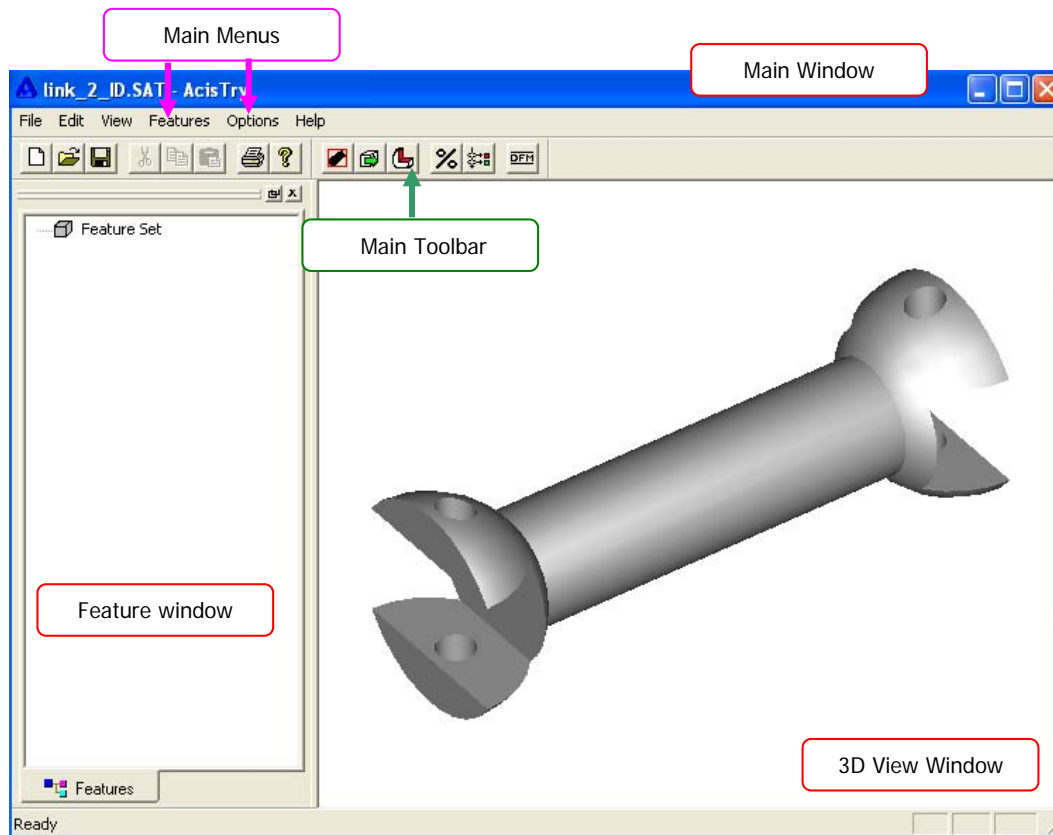 Main Menus
Main Window
link_2_ID.SAT - AcisTry
File Edit View Features Options Help
DFM
Feature Set
Main Toolbar
Feature window
3D View Window
Features
Ready